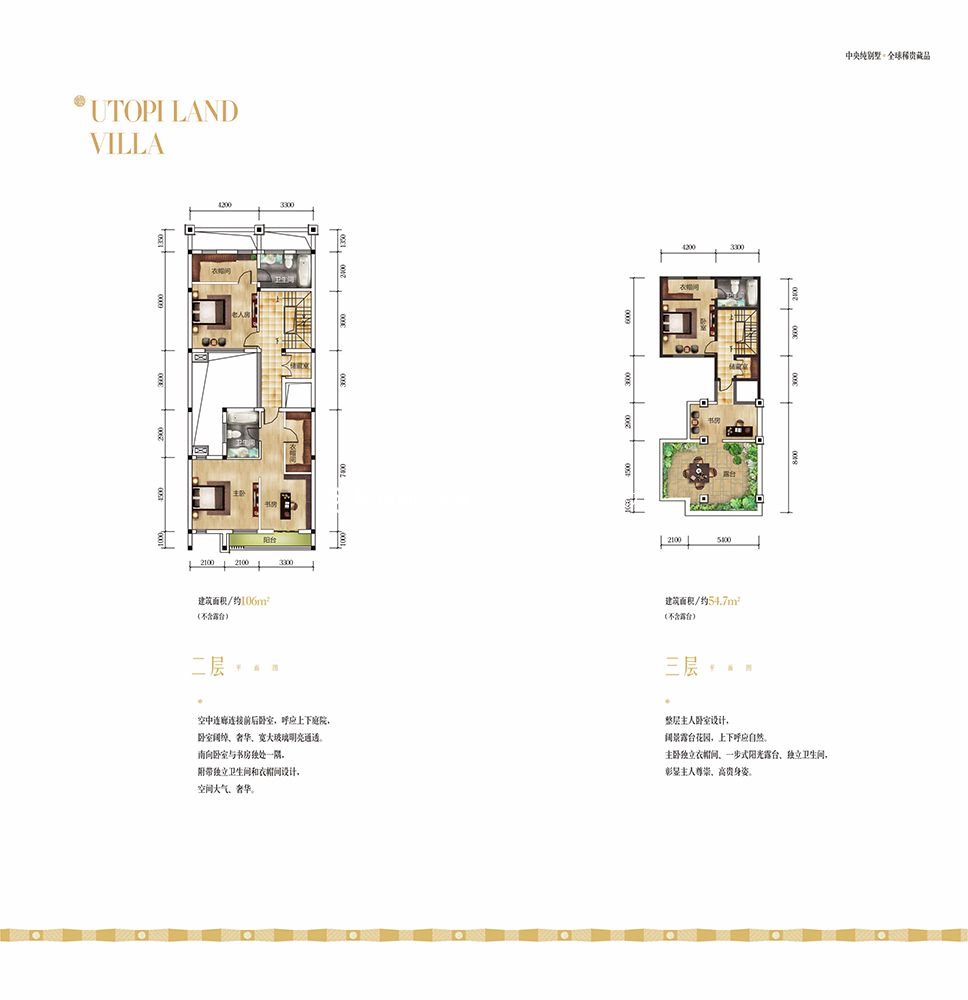 中央纯别墅·全球稀贵藏品
UTOPI LAND
VILLA
4200 3300
1350 1350
衣帽间 卫生间 2400
6000 老人房 3600
3600 储藏室 3600
2900 卫生间 衣帽间
7400
4500 主卧 书房
1000 阳台 1000
2100 2100 3300
建筑面积/约106m²
(不含露台)
二层 平面图
空中连廊连接前后卧室，呼应上下庭院，
卧室阔绰、奢华、宽大玻璃明亮通透。
南向卧室与书房独处一隅，
附带独立卫生间和衣帽间设计，
空间大气、奢华。
4200 3300
衣帽间 2400
6000 卧室 3600
3600 储藏室 3600
2900 书房
8400
4500 露台
2100 5400
建筑面积/约54.7m²
(不含露台)
三层 平面图
整层主人卧室设计，
阔景露台花园，上下呼应自然。
主卧独立衣帽间、一步式阳光露台、独立卫生间，
彰显主人尊崇、高贵身姿。